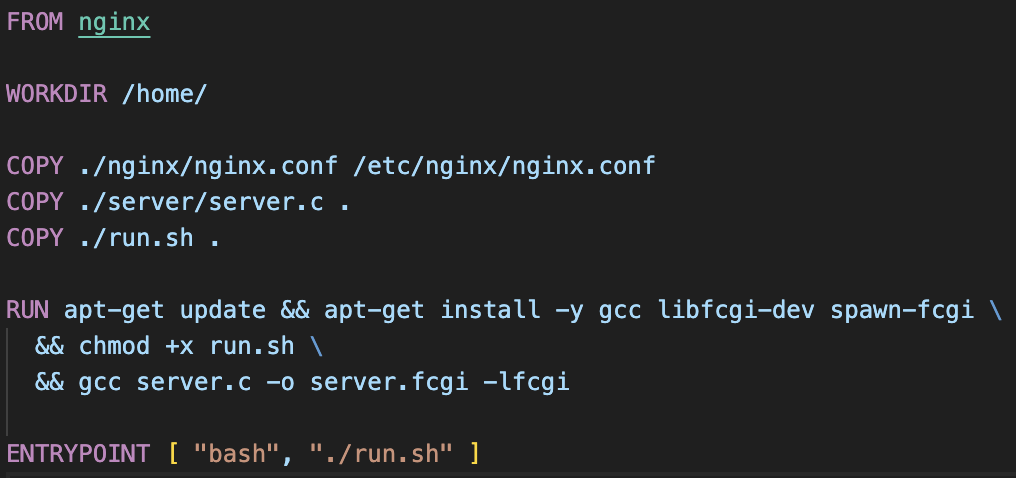 FROM nginx
WORKDIR /home/
COPY ./nginx/nginx.conf /etc/nginx/nginx.conf
COPY ./server/server.c .
COPY ./run.sh .
RUN apt-get update && apt-get install -y gcc libfcgi-dev spawn-fcgi \
  && chmod +x run.sh \
  && gcc server.c -o server.fcgi -lfcgi
ENTRYPOINT [ "bash", "./run.sh" ]